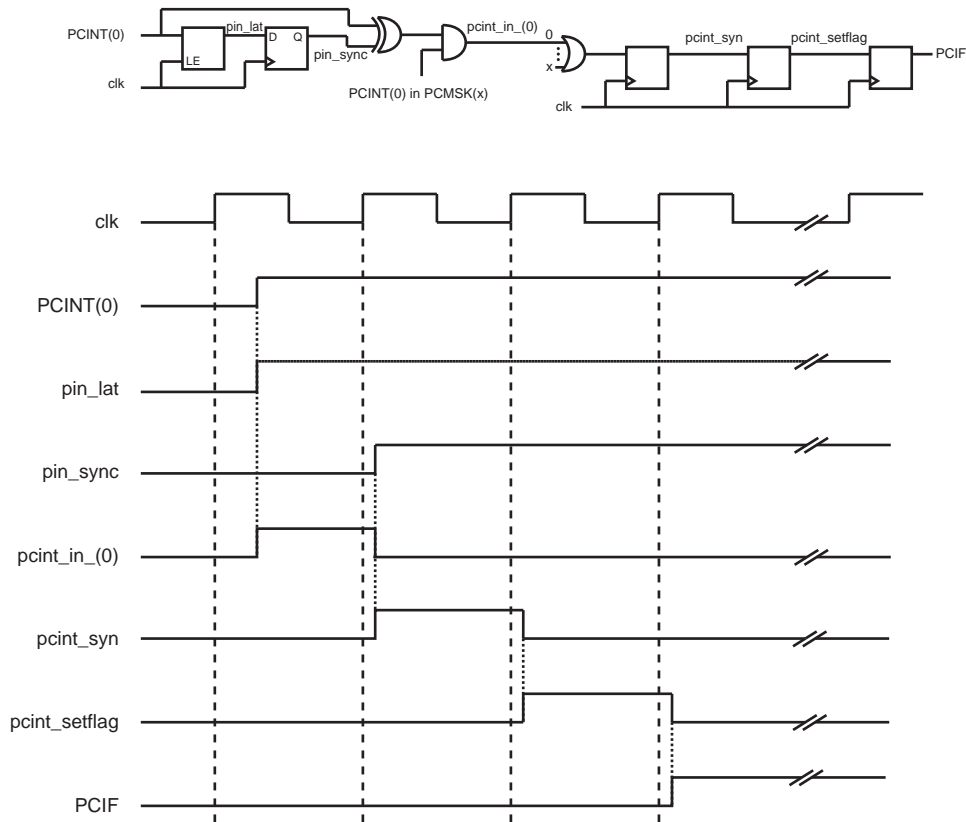 PCINT(0)
pin_lat
D Q
LE
pin_sync
clk
PCINT(0) in PCMSK(x)
pcint_in_(0)
0
x
clk
pcint_syn
pcint_setflag
PCIF
clk
PCINT(0)
pin_lat
pin_sync
pcint_in_(0)
pcint_syn
pcint_setflag
PCIF